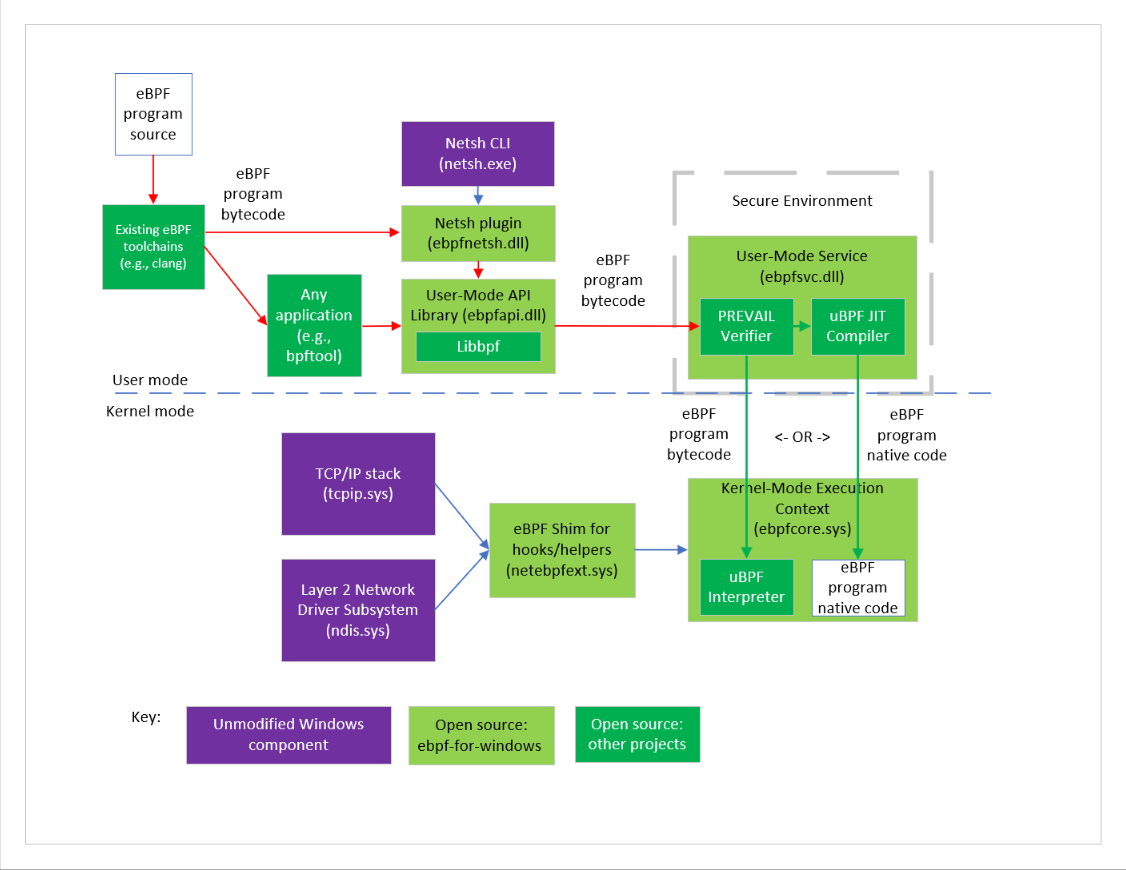 eBPF
program
source
Existing eBPF
toolchains
(e.g., clang)
eBPF
program
bytecode
Any
application
(e.g.,
bpftool)
Netsh CLI
(netsh.exe)
Netsh plugin
(ebpfnetsh.dll)
User-Mode API
Library (ebpfapi.dll)
Libbpf
eBPF
program
bytecode
Secure Environment
User-Mode Service
(ebpfsvc.dll)
PREVAIL
Verifier
uBPF JIT
Compiler
User mode
Kernel mode
eBPF
program
bytecode
<- OR ->
eBPF
program
native code
TCP/IP stack
(tcpip.sys)
Layer 2 Network
Driver Subsystem
(ndis.sys)
eBPF Shim for
hooks/helpers
(netebpfext.sys)
Kernel-Mode Execution
Context
(ebpfcore.sys)
uBPF
Interpreter
eBPF
program
native code
Key:
Unmodified Windows
component
Open source:
ebpf-for-windows
Open source:
other projects